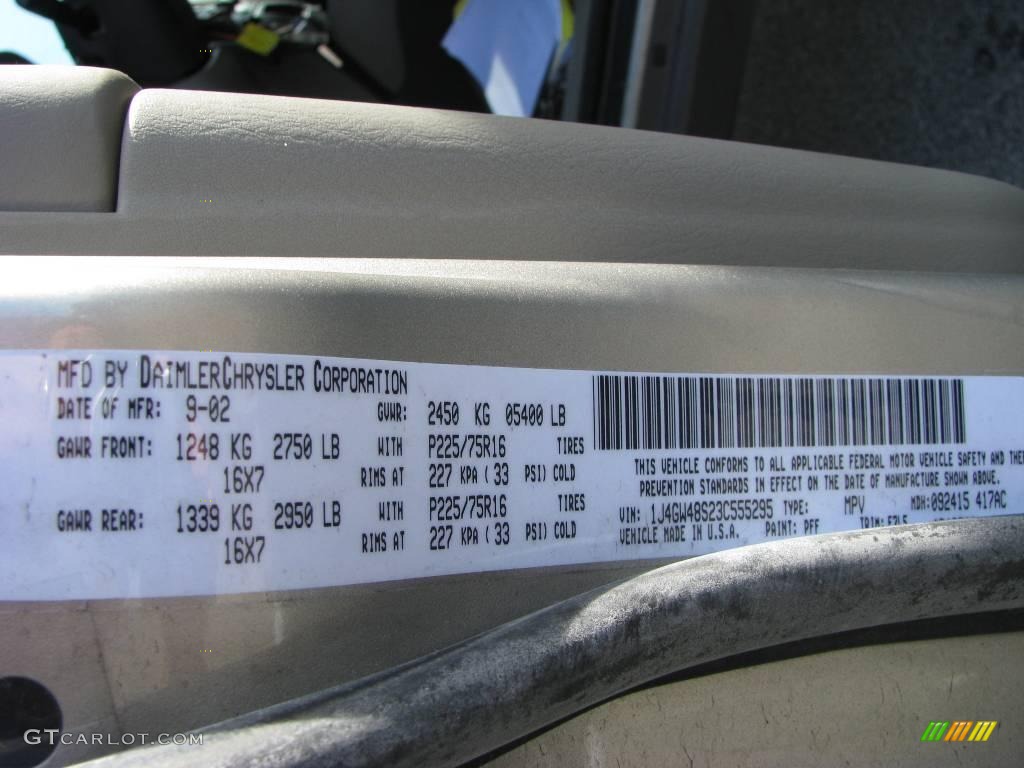 MFD BY DAIMLERCHRYSLER CORPORATION
DATE OF MFR: 9-02 GVWR: 2450 KG 05400 LB
GAWR FRONT: 1248 KG 2750 LB WITH P225/75R16 TIRES
16X7 RIMS AT 227 KPA ( 33 PSI) COLD
GAWR REAR: 1339 KG 2950 LB WITH P225/75R16 TIRES
16X7 RIMS AT 227 KPA ( 33 PSI) COLD
THIS VEHICLE CONFORMS TO ALL APPLICABLE FEDERAL MOTOR VEHICLE SAFETY AND
PREVENTION STANDARDS IN EFFECT ON THE DATE OF MANUFACTURE SHOWN ABOVE.
VIN: 1J4GW48S23C555295 TYPE: MPV MDH: 092415 417AC
VEHICLE MADE IN U.S.A. PAINT: PFF TRIM:
GTCARLOT.COM